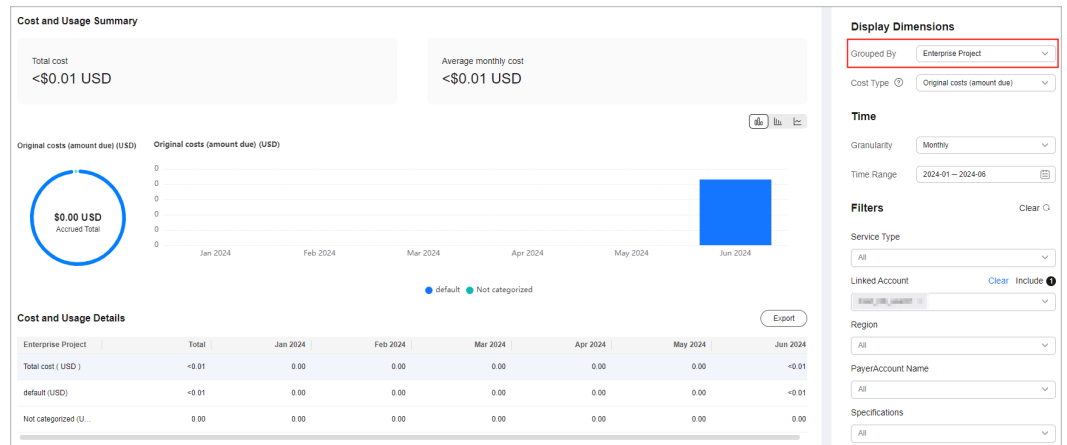 Cost and Usage Summary
Total cost
<$0.01 USD
Average monthly cost
<$0.01 USD
Original costs (amount due) (USD)
$0.00 USD
Accrued Total
Original costs (amount due) (USD)
0
0
0
0
0
0
Jan 2024 Feb 2024 Mar 2024 Apr 2024 May 2024 Jun 2024
default Not categorized
Cost and Usage Details
Export
Enterprise Project Total Jan 2024 Feb 2024 Mar 2024 Apr 2024 May 2024 Jun 2024
Total cost ( USD ) <0.01 0.00 0.00 0.00 0.00 0.00 <0.01
default (USD) <0.01 0.00 0.00 0.00 0.00 0.00 <0.01
Not categorized (U... 0.00 0.00 0.00 0.00 0.00 0.00 0.00
Display Dimensions
Grouped By Enterprise Project
Cost Type ? Original costs (amount due)
Time
Granularity Monthly
Time Range 2024-01 – 2024-06
Filters Clear
Service Type
All
Linked Account Clear Include 1
Region
All
PayerAccount Name
All
Specifications
All